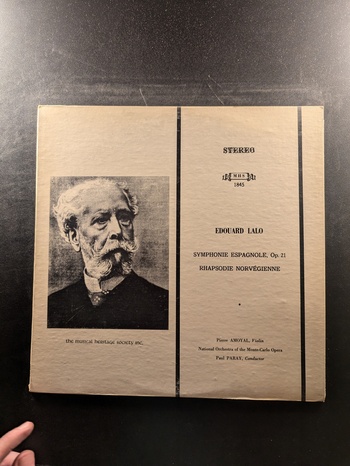 STEREO
MHS
1845
EDOUARD LALO
SYMPHONIE ESPAGNOLE, Op. 21
RHAPSODIE NORVÉGIENNE
the musical heritage society inc.
Pierre AMOYAL, Violin
National Orchestra of the Monte-Carlo Opera
Paul PARAY, Conductor